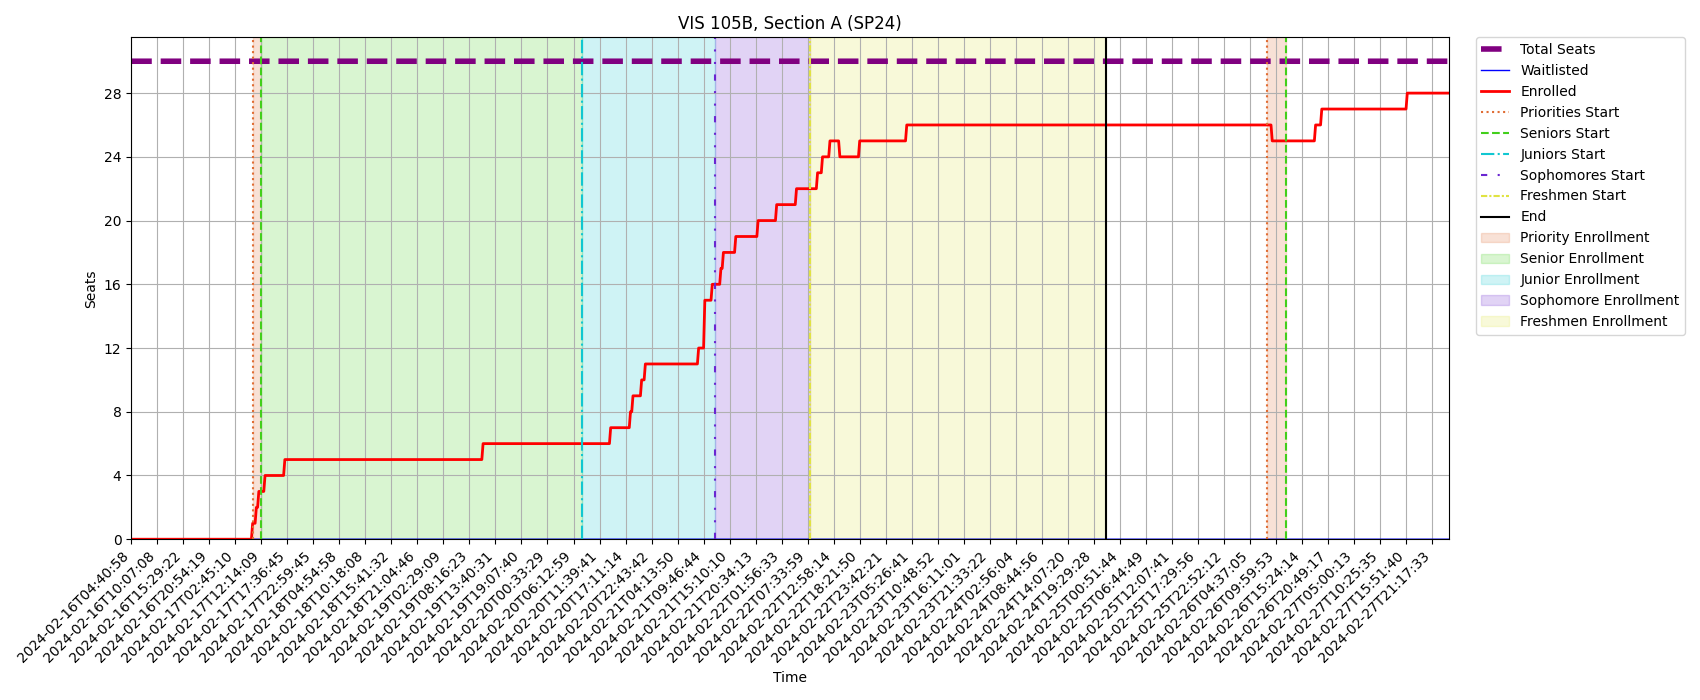 VIS 105B, Section A (SP24)
Total Seats
Waitlisted
Enrolled
Priorities Start
Seniors Start
Juniors Start
Sophomores Start
Freshmen Start
End
Priority Enrollment
Senior Enrollment
Junior Enrollment
Sophomore Enrollment
Freshmen Enrollment
Seats
28
24
20
16
12
8
4
0
2024-02-16T04:40:58
2024-02-16T10:07:08
2024-02-16T15:29:22
2024-02-16T20:54:19
2024-02-17T02:45:10
2024-02-17T12:14:09
2024-02-17T17:36:45
2024-02-17T22:59:45
2024-02-18T04:54:58
2024-02-18T10:18:08
2024-02-18T15:41:32
2024-02-18T21:04:46
2024-02-19T02:29:09
2024-02-19T08:16:23
2024-02-19T13:40:31
2024-02-19T19:07:40
2024-02-20T00:33:29
2024-02-20T06:12:59
2024-02-20T11:39:41
2024-02-20T17:11:14
2024-02-20T22:43:42
2024-02-21T04:13:50
2024-02-21T09:46:44
2024-02-21T15:10:10
2024-02-21T20:34:13
2024-02-22T01:56:33
2024-02-22T07:33:59
2024-02-22T12:58:14
2024-02-22T18:21:50
2024-02-22T23:42:21
2024-02-23T05:26:41
2024-02-23T10:48:52
2024-02-23T16:11:01
2024-02-23T21:33:22
2024-02-24T02:56:04
2024-02-24T08:44:56
2024-02-24T14:07:20
2024-02-24T19:29:28
2024-02-25T00:51:44
2024-02-25T06:44:49
2024-02-25T12:07:41
2024-02-25T17:29:56
2024-02-25T22:52:12
2024-02-26T04:37:05
2024-02-26T09:59:53
2024-02-26T15:24:14
2024-02-26T20:49:17
2024-02-27T05:00:13
2024-02-27T10:25:35
2024-02-27T15:51:40
2024-02-27T21:17:33
Time